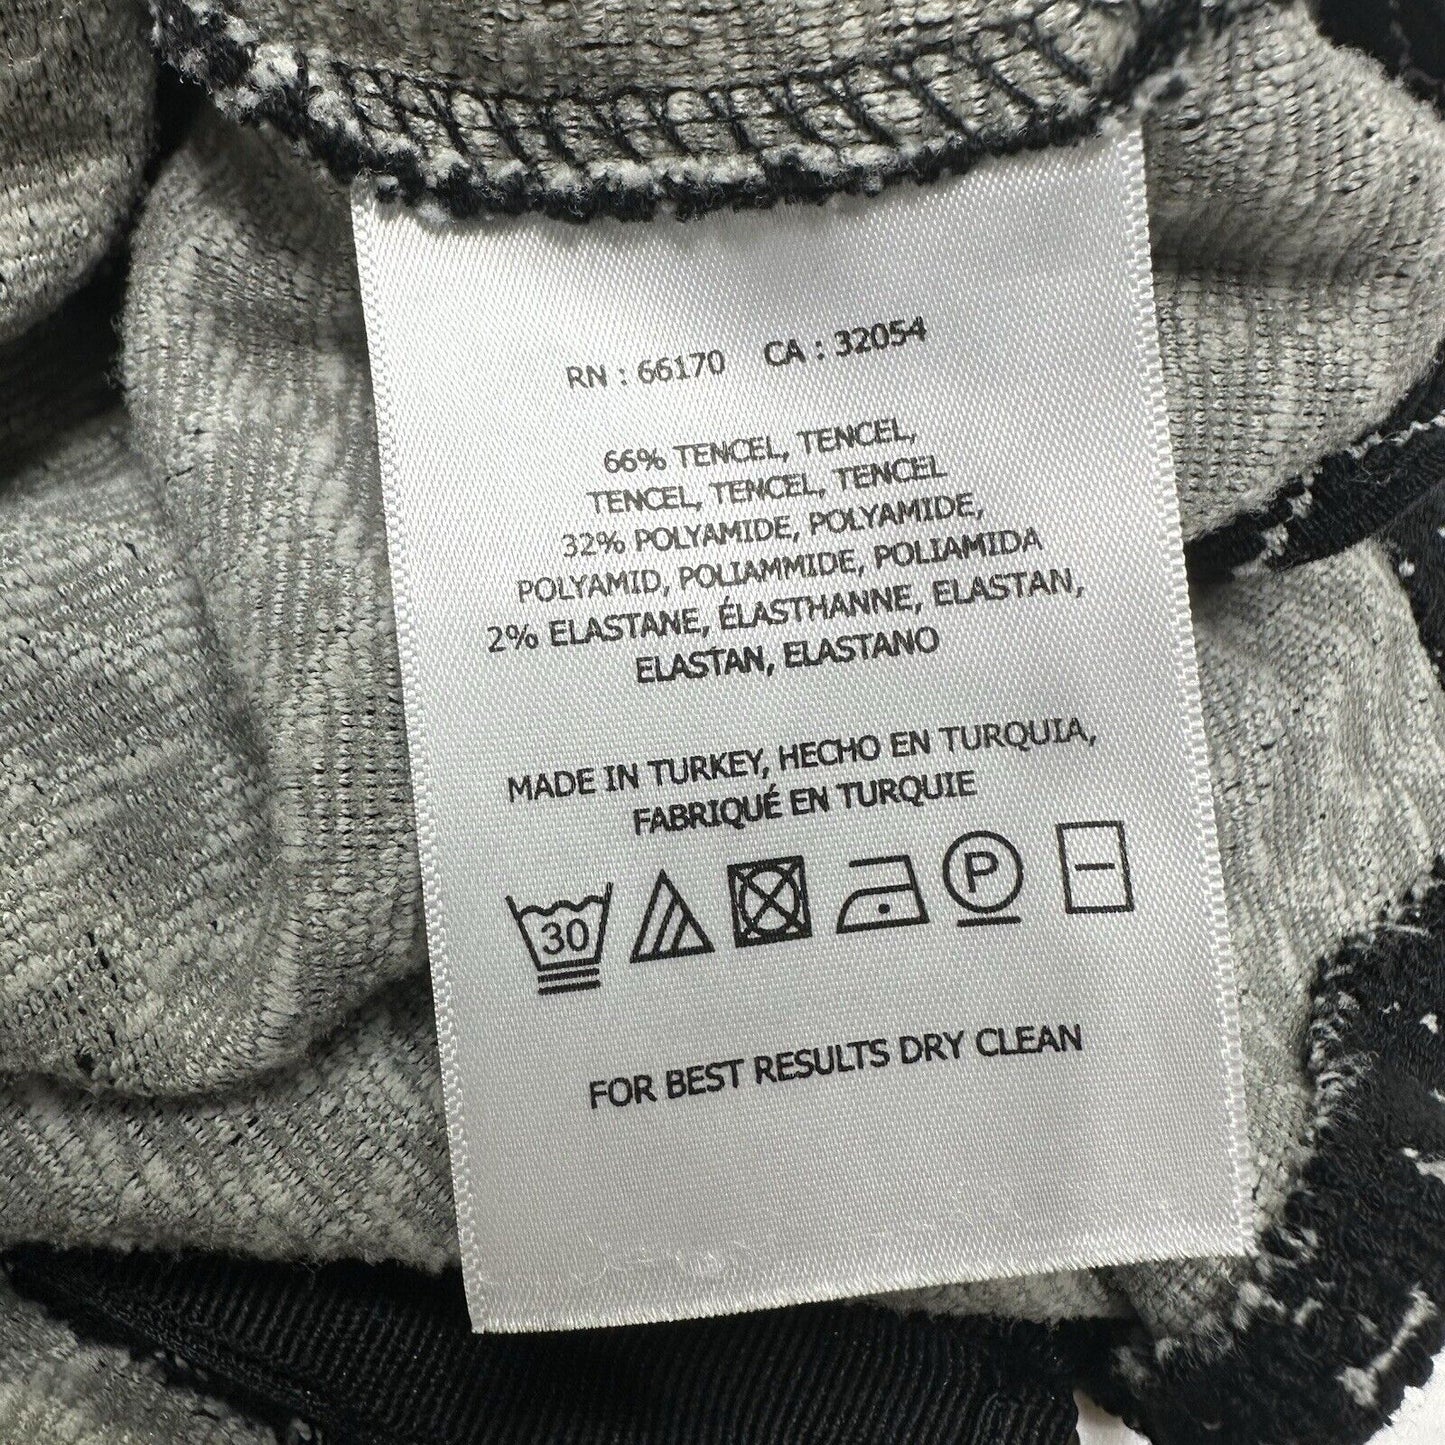 RN : 66170 CA : 32054
66% TENCEL, TENCEL,
TENCEL, TENCEL, TENCEL
32% POLYAMIDE, POLYAMIDE,
POLYAMID, POLIAMMIDE, POLIAMIDA
2% ELASTANE, ÉLASTHANNE, ELASTAN,
ELASTAN, ELASTANO
MADE IN TURKEY, HECHO EN TURQUIA,
FABRIQUÉ EN TURQUIE
30 P
FOR BEST RESULTS DRY CLEAN